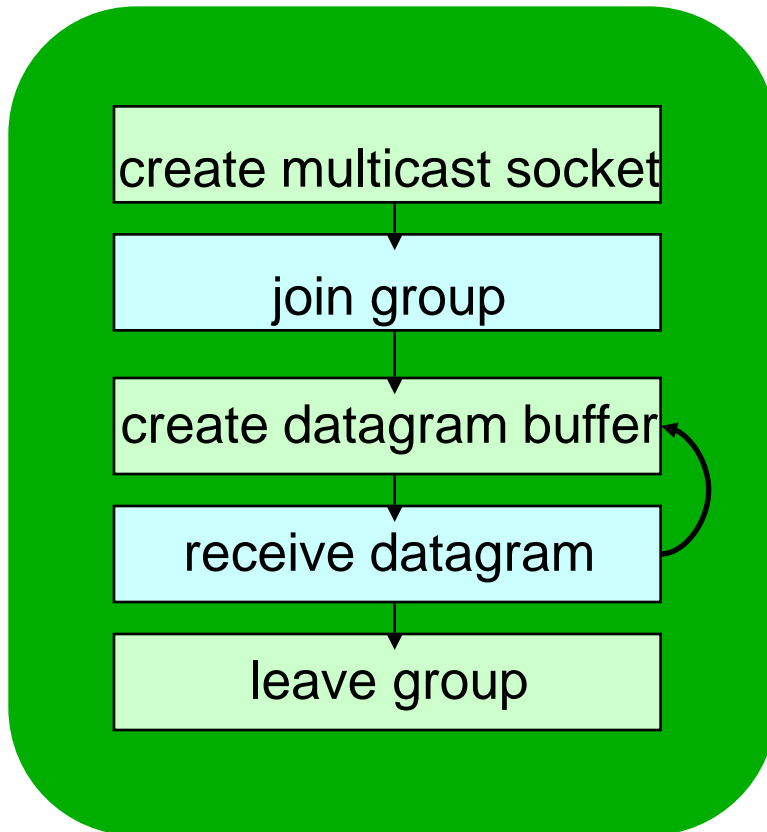 create multicast socket
join group
create datagram buffer
receive datagram
leave group